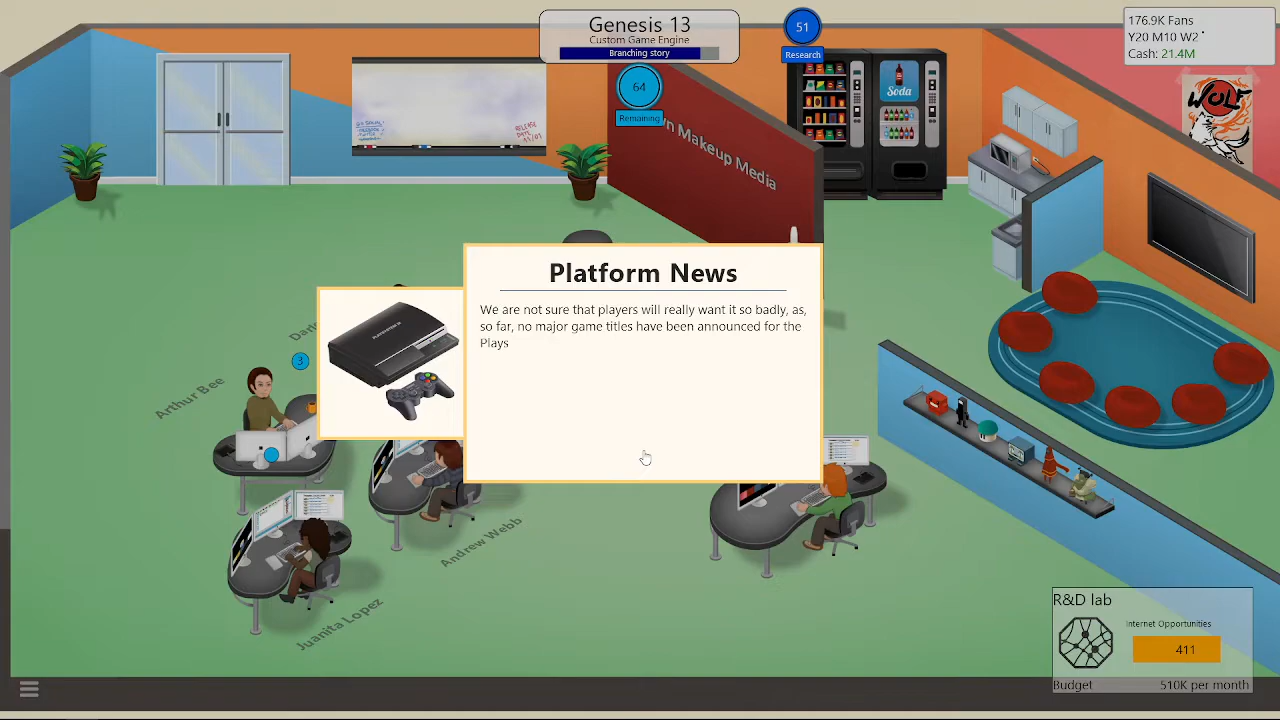 Genesis 13
Custom Game Engine
Branching story
64
Remaining
51
Research
176.9K Fans
Y20 M10 W2
Cash: 21.4M
Soda
WOLF
n Makeup Media
RELEASE
DATE
Platform News
We are not sure that players will really want it so badly, as,
so far, no major game titles have been announced for the
Plays
3
Arthur Bee
Andrew Webb
Juanita Lopez
R&D lab
Internet Opportunities
411
Budget 510K per month